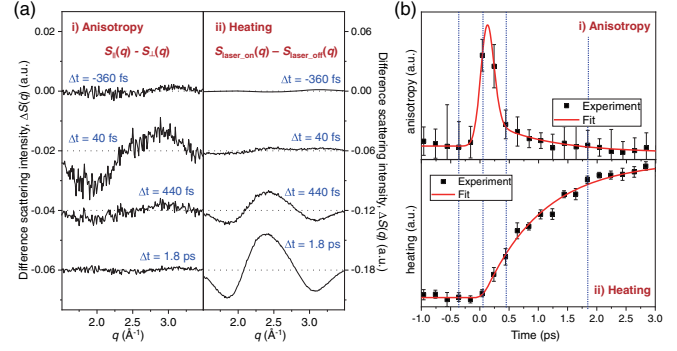 (a)
i) Anisotropy
S∥(q) - S⊥(q)
Δt = -360 fs
Δt = 40 fs
Δt = 440 fs
Δt = 1.8 ps
0.02
0.00
-0.02
-0.04
-0.06
Difference scattering intensity, ΔS(q) (a.u.)
2.0 2.5 3.0
q (Å⁻¹)
ii) Heating
Slaser_on(q) – Slaser_off(q)
Δt = -360 fs
Δt = 40 fs
Δt = 440 fs
Δt = 1.8 ps
0.06
0.00
-0.06
-0.12
-0.18
Difference scattering intensity, ΔS(q) (a.u.)
2.0 2.5 3.0
q (Å⁻¹)
(b)
i) Anisotropy
anisotropy (a.u.)
Experiment
Fit
heating (a.u.)
Experiment
Fit
ii) Heating
-1.0 -0.5 0.0 0.5 1.0 1.5 2.0 2.5 3.0
Time (ps)